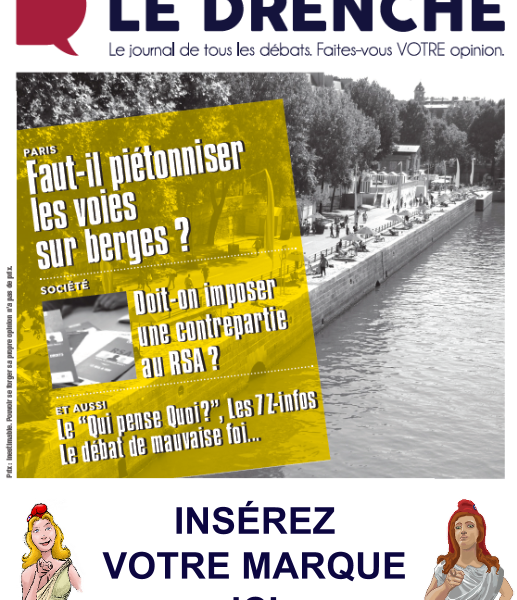 LE DRENCHE
Le journal de tous les débats. Faites-vous VOTRE opinion.
PARIS
Faut-il piétonniser
les voies
sur berges ?
SOCIÉTÉ
Doit-on imposer
une contrepartie
au RSA ?
ET AUSSI
Le "Qui pense Quoi?", Les 7Z-infos
Le débat de mauvaise foi...
Prix : inestimable. Pouvoir se forger sa propre opinion n'a pas de prix.
INSÉREZ
VOTRE MARQUE
ICI